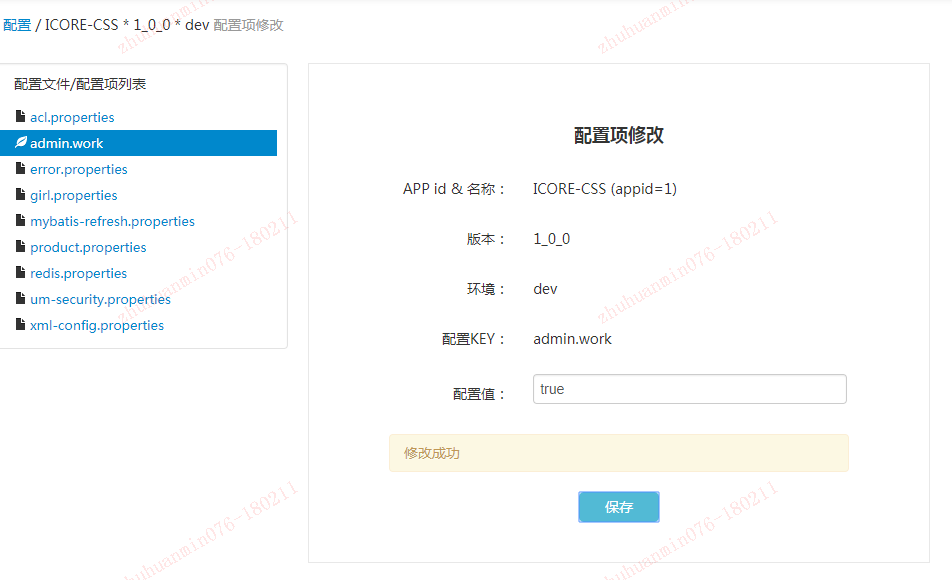 配置 / ICORE-CSS * 1_0_0 * dev 配置项修改
配置文件/配置项列表
acl.properties
admin.work
error.properties
girl.properties
mybatis-refresh.properties
product.properties
redis.properties
um-security.properties
xml-config.properties
配置项修改
APP id & 名称： ICORE-CSS (appid=1)
版本： 1_0_0
环境： dev
配置KEY： admin.work
配置值： true
修改成功
保存
zhuhuanmin076-180211
zhuhuanmin076-180211
zhuhuanmin076-180211
zhuhuanmin076-180211